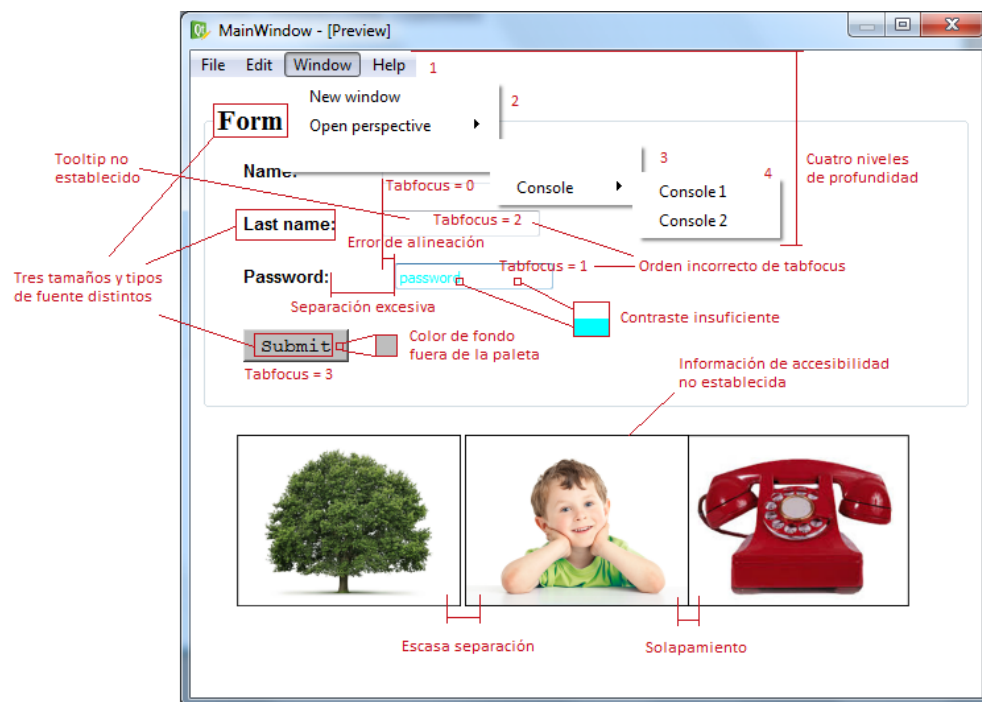 MainWindow - [Preview]
File Edit Window Help 1
New window
2
Open perspective
Form
Tooltip no
establecido
Name:
Tabfocus = 0
3
4
Console
Console 1
Console 2
Cuatro niveles
de profundidad
Last name:
Tabfocus = 2
Error de alineación
Tres tamaños y tipos
de fuente distintos
Password:
password
Tabfocus = 1
Orden incorrecto de tabfocus
Separación excesiva
Contraste insuficiente
Submit
Color de fondo
fuera de la paleta
Tabfocus = 3
Información de accesibilidad
no establecida
Escasa separación
Solapamiento